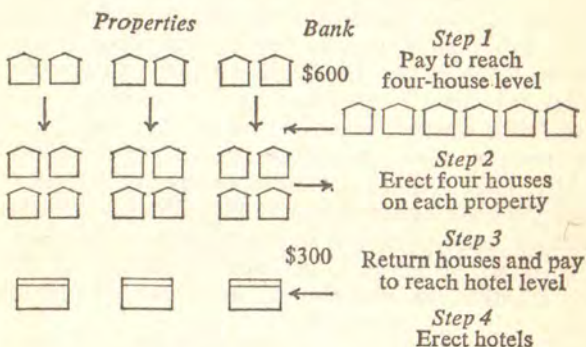 Properties
Bank
Step 1
Pay to reach
four-house level
$600
Step 2
Erect four houses
on each property
$300
Step 3
Return houses and pay
to reach hotel level
Step 4
Erect hotels